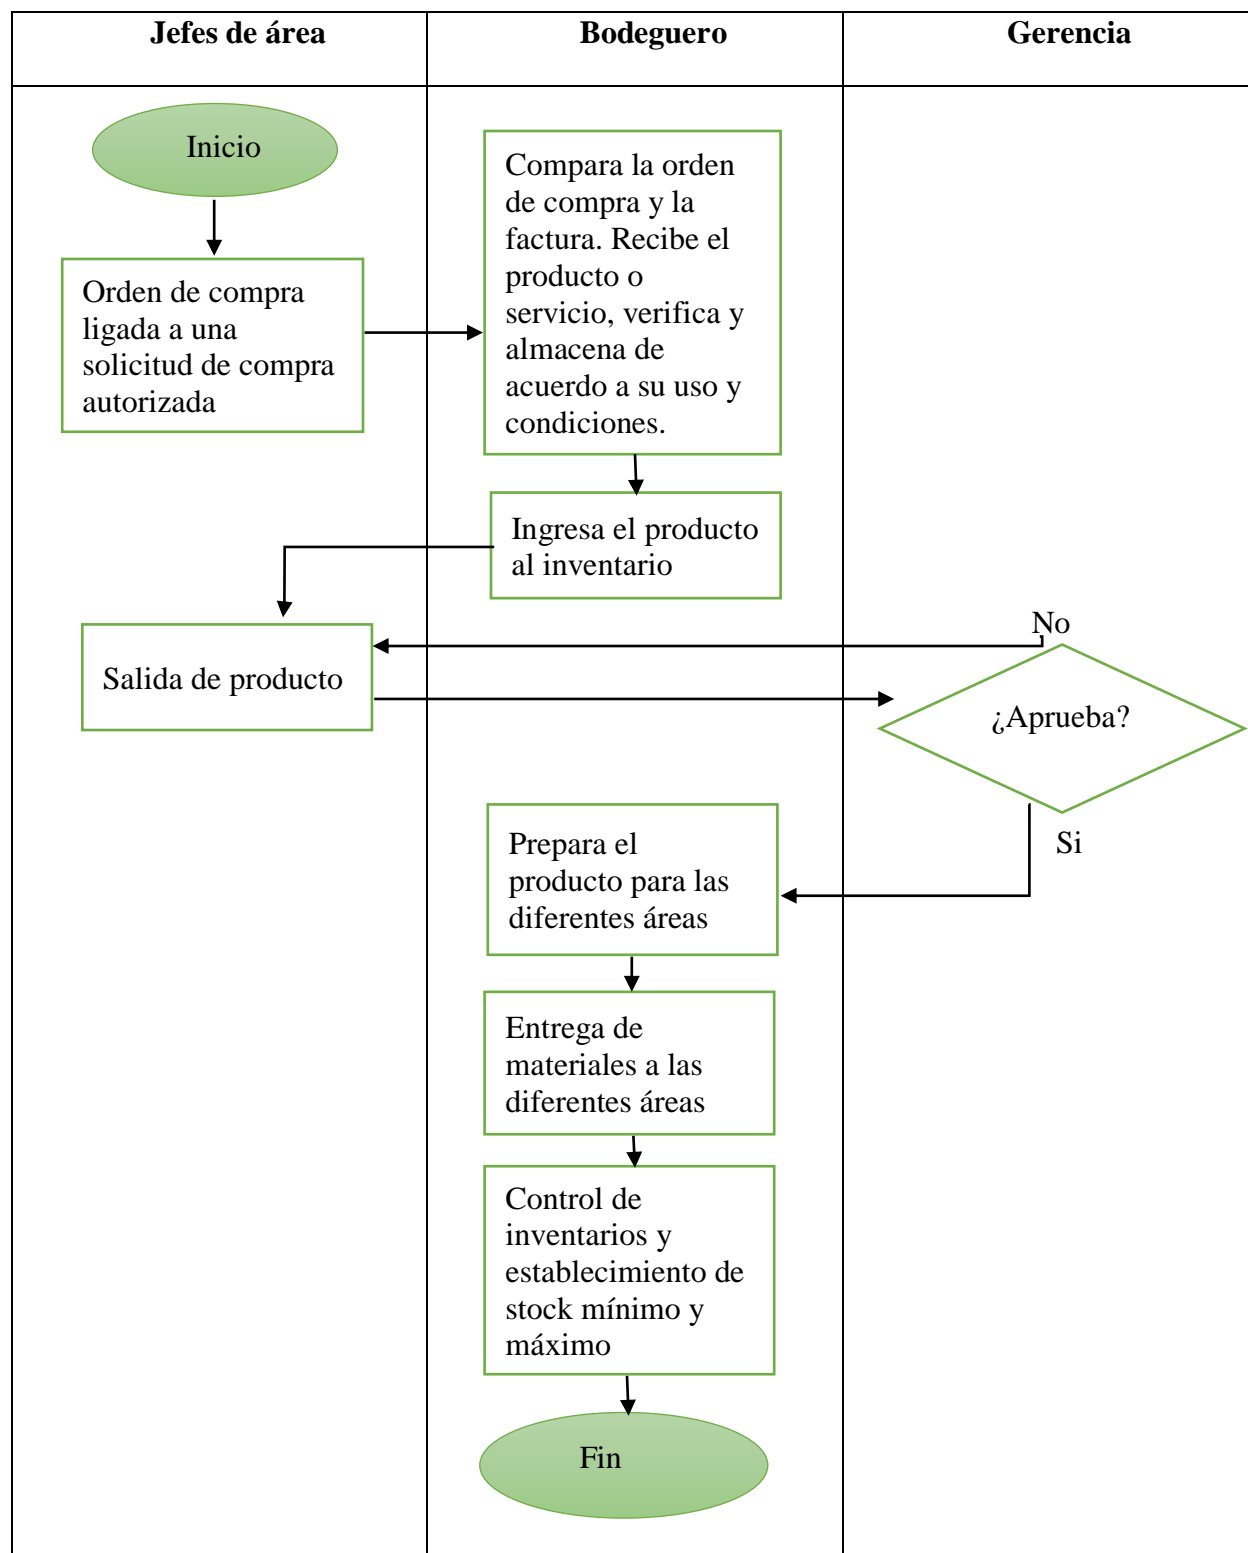 Jefes de área
Bodeguero
Gerencia
Inicio
Orden de compra
ligada a una
solicitud de compra
autorizada
Compara la orden
de compra y la
factura. Recibe el
producto o
servicio, verifica y
almacena de
acuerdo a su uso y
condiciones.
Ingresa el producto
al inventario
Salida de producto
No
¿Aprueba?
Si
Prepara el
producto para las
diferentes áreas
Entrega de
materiales a las
diferentes áreas
Control de
inventarios y
establecimiento de
stock mínimo y
máximo
Fin